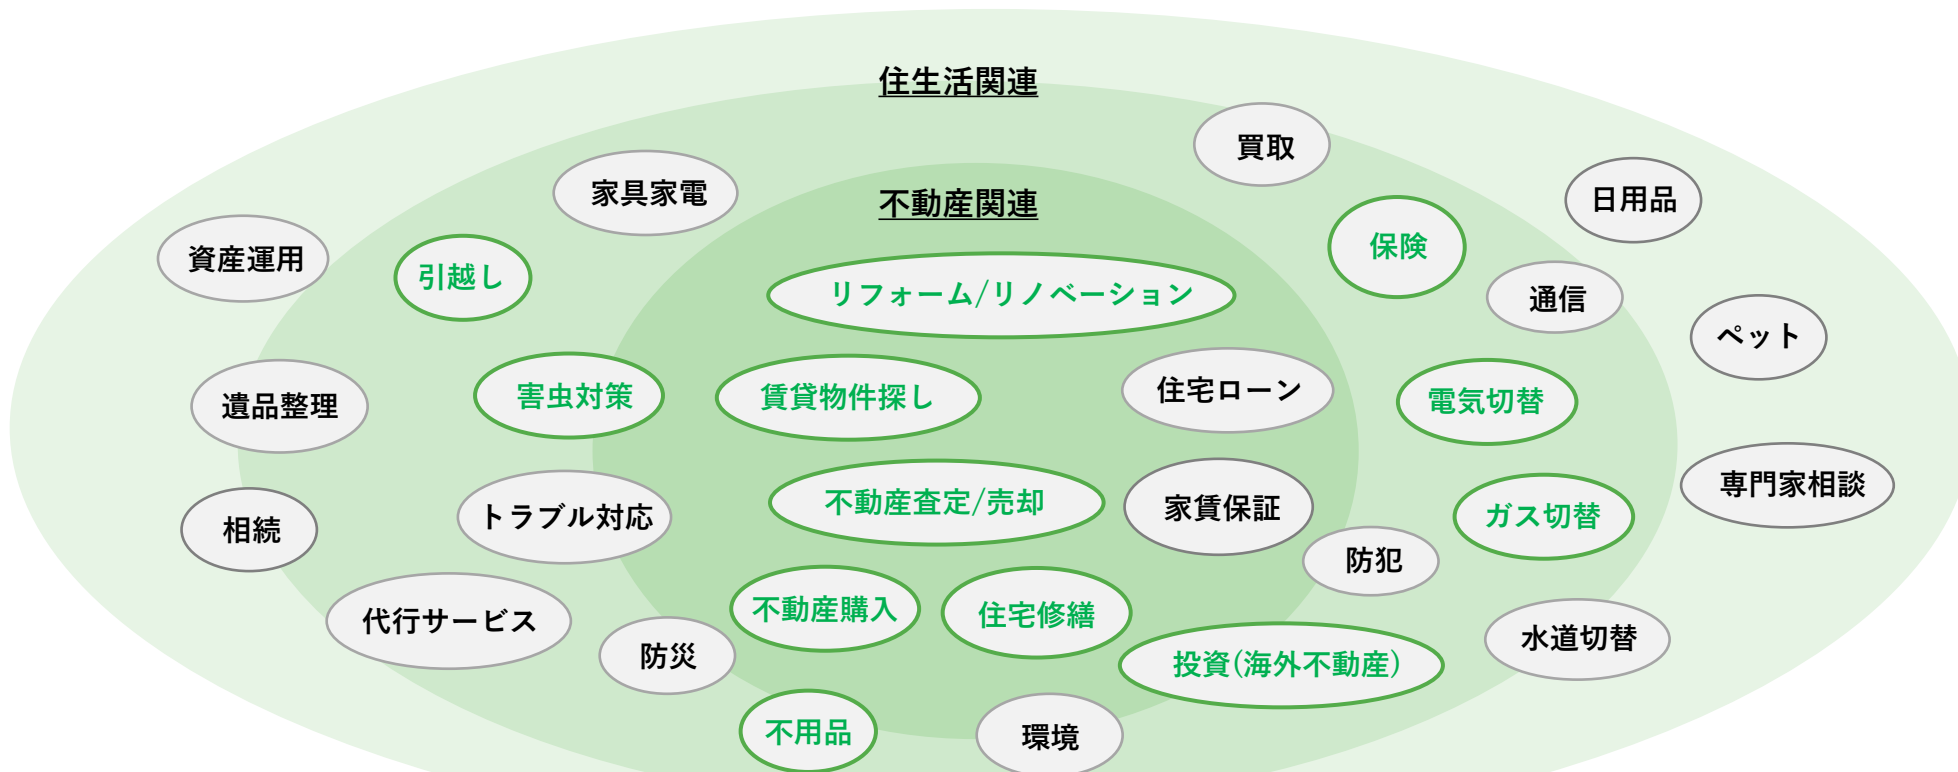 住生活関連
買取
家具家電
日用品
不動産関連
保険
資産運用
引越し
リフォーム/リノベーション
通信
ペット
害虫対策
賃貸物件探し
住宅ローン
電気切替
遺品整理
専門家相談
不動産査定/売却
家賃保証
ガス切替
トラブル対応
相続
防犯
不動産購入
住宅修繕
代行サービス
水道切替
防災
投資(海外不動産)
不用品
環境